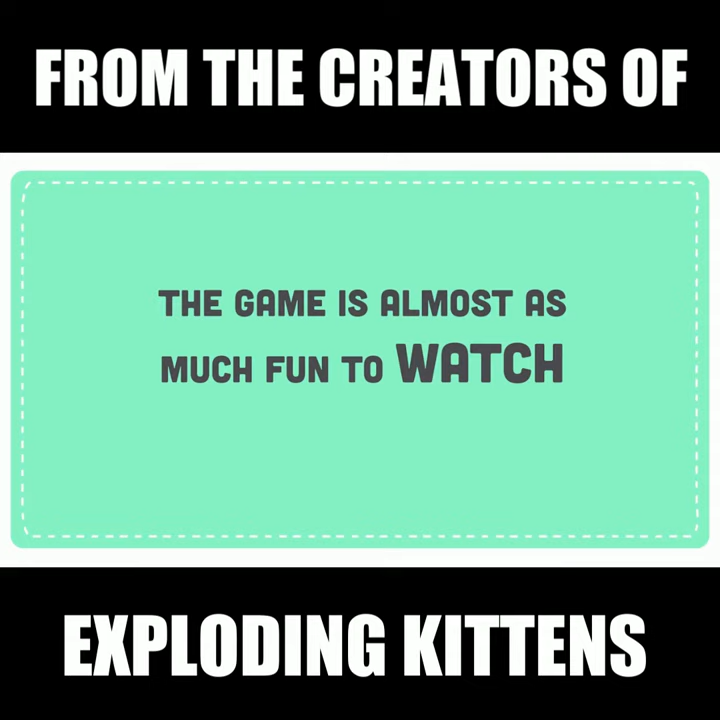 FROM THE CREATORS OF
THE GAME IS ALMOST AS
MUCH FUN TO WATCH
EXPLODING KITTENS